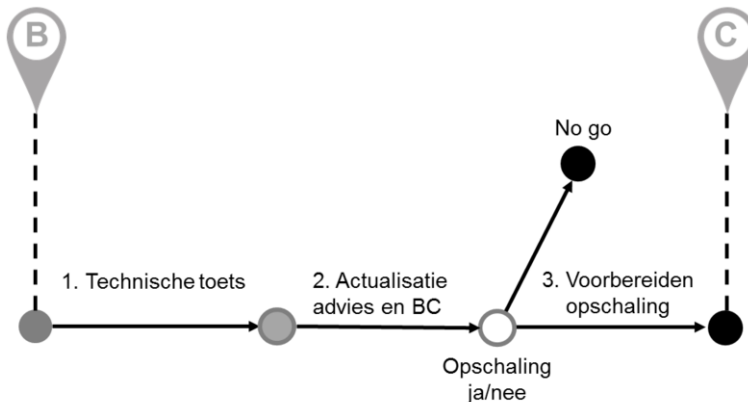 B
C
No go
1. Technische toets
2. Actualisatie
advies en BC
3. Voorbereiden
opschaling
Opschaling
ja/nee